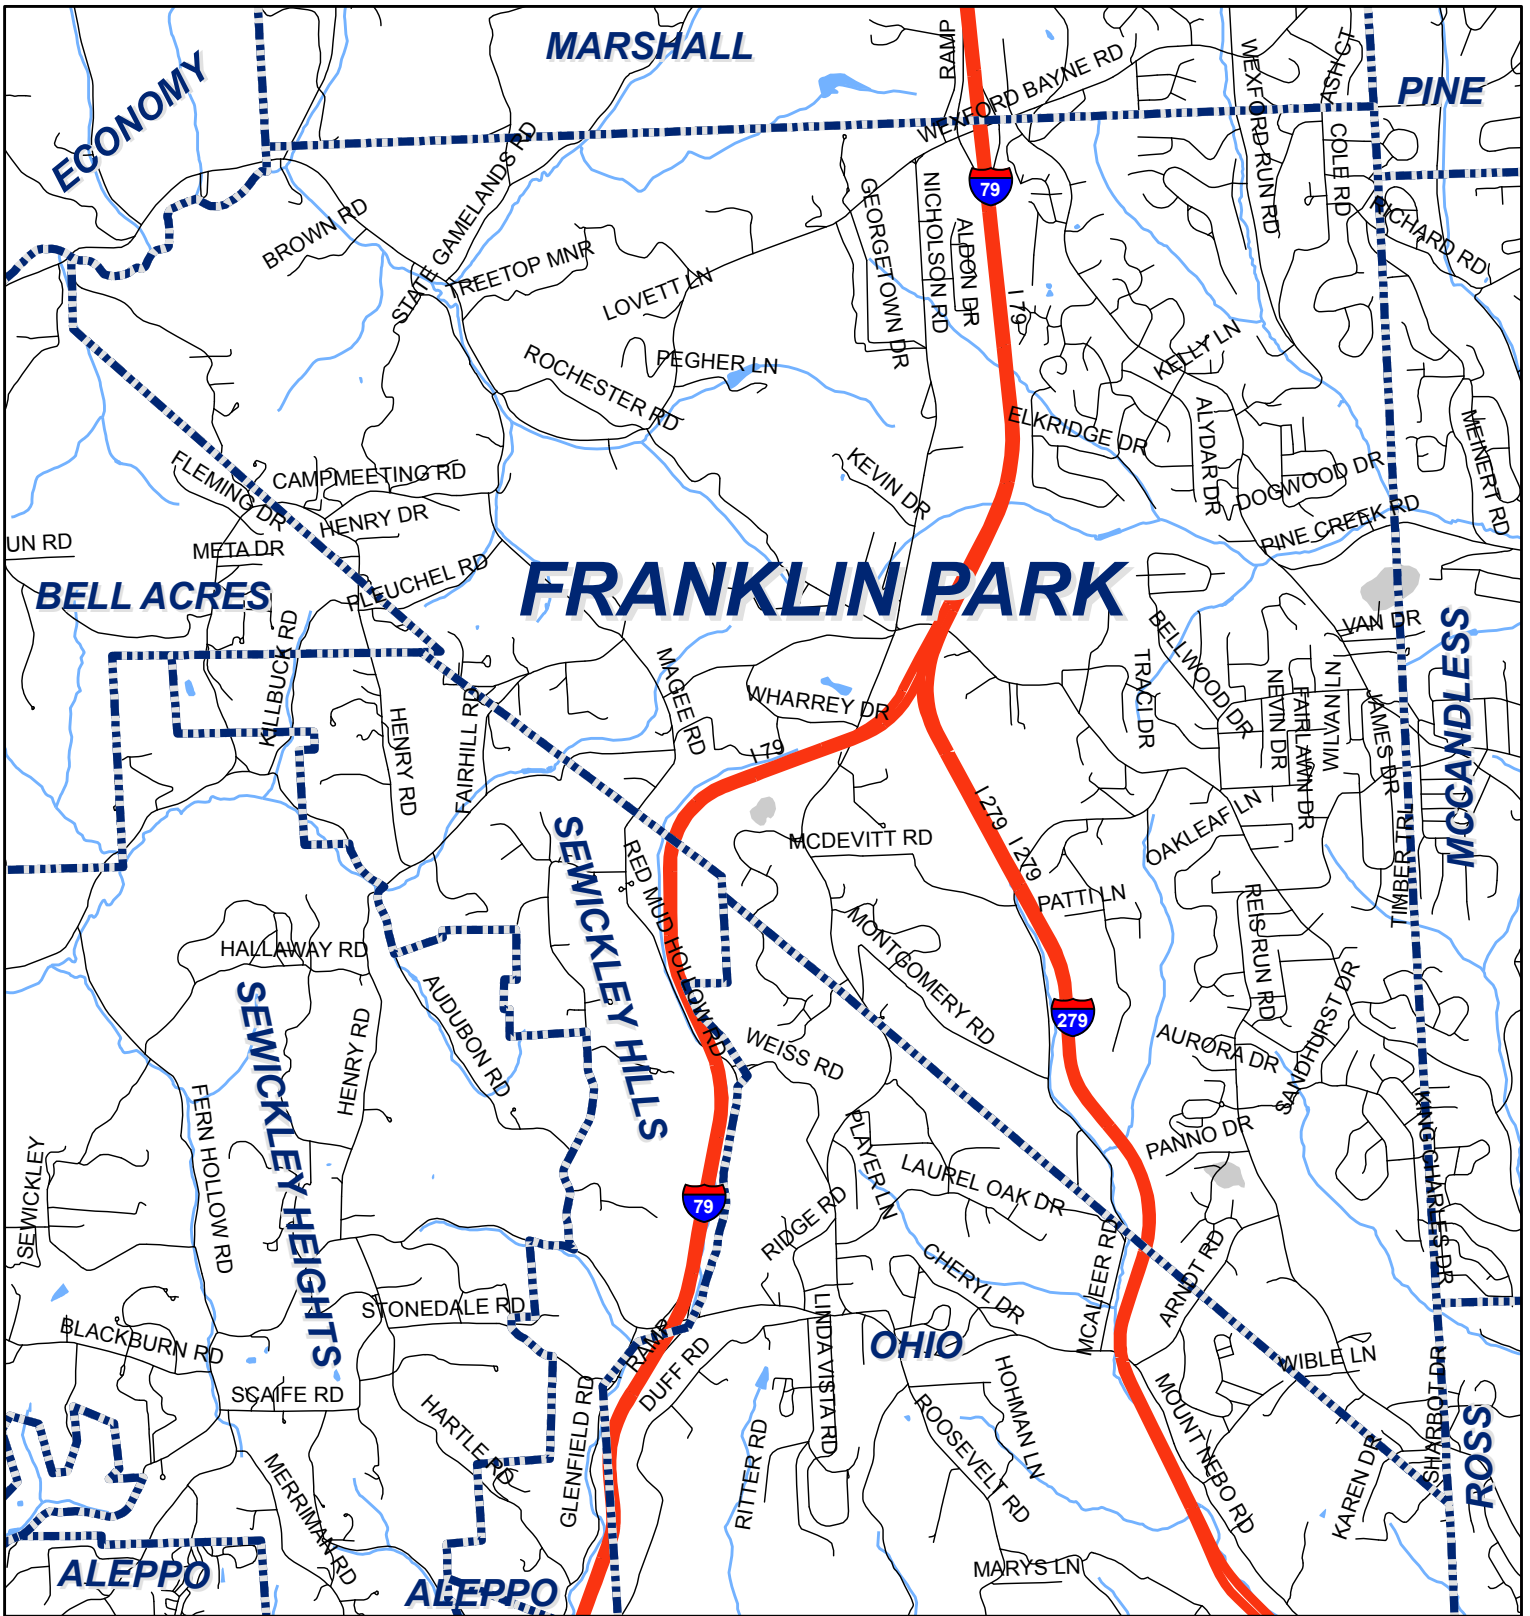 MARSHALL
ECONOMY
PINE
RAMP
WEXFORD BAYNE RD
WEXFORD RUN RD
ASH CT
COLE RD
RICHARD RD
79
BROWN RD
STATE GAMELANDS RD
TREETOP MNR
LOVETT LN
GEORGETOWN DR
NICHOLSON RD
ALDON DR
I 79
KELLY LN
ROCHESTER RD
PEGHER LN
ELKRIDGE DR
ALYDAR DR
MEINERT RD
DOGWOOD DR
PINE CREEK RD
KEVIN DR
FLEMING DR
CAMPMEETING RD
HENRY DR
META DR
UN RD
PLEUCHEL RD
BELL ACRES
FRANKLIN PARK
VAN DR
MCCANDLESS
KILLBUCK RD
HENRY RD
FAIRHILL RD
MAGEE RD
WHARREY DR
I 79
TRACI DR
BELLWOOD DR
NEVIN DR
FAIRLAWN DR
WILVAN LN
JAMES DR
TIMBER TRL
I 279
I 279
MCDEVITT RD
OAKLEAF LN
PATTI LN
REIS RUN RD
SEWICKLEY HILLS
RED MUD HOLLOW RD
MONTGOMERY RD
HALLAWAY RD
AUDUBON RD
SEWICKLEY HEIGHTS
HENRY RD
FERN HOLLOW RD
WEISS RD
279
AURORA DR
SANDHURST DR
KING CHARLES DR
PANNO DR
PLAYER LN
LAUREL OAK DR
SEWICKLEY
79
RIDGE RD
CHERYL DR
MCALEER RD
ARNDT RD
STONEDALE RD
BLACKBURN RD
SCAIFE RD
RAMP
DUFF RD
LINDA VISTA RD
OHIO
WIBLE LN
SHARBOT DR
ROSS
HARTLE RD
GLENFIELD RD
RITTER RD
ROOSEVELT RD
HOHMAN LN
MOUNT NEBO RD
KAREN DR
MERRIMAN RD
MARYS LN
ALEPPO
ALEPPO